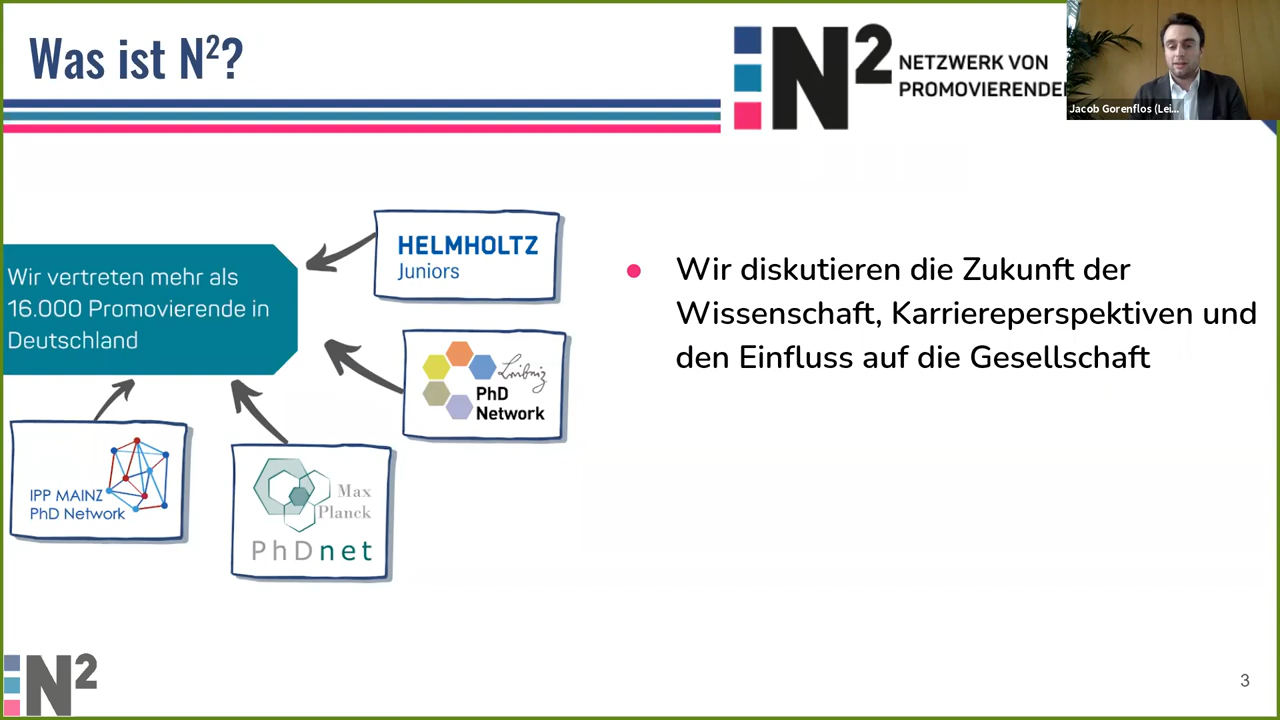 Was ist N²?
N² NETZWERK VON
PROMOVIERENDEN
Jacob Gorenflos (Lei...
Wir vertreten mehr als
16.000 Promovierende in
Deutschland
HELMHOLTZ
Juniors
Leibniz
PhD
Network
IPP MAINZ
PhD Network
Max
Planck
PhDnet
● Wir diskutieren die Zukunft der
Wissenschaft, Karriereperspektiven und
den Einfluss auf die Gesellschaft
N²
3